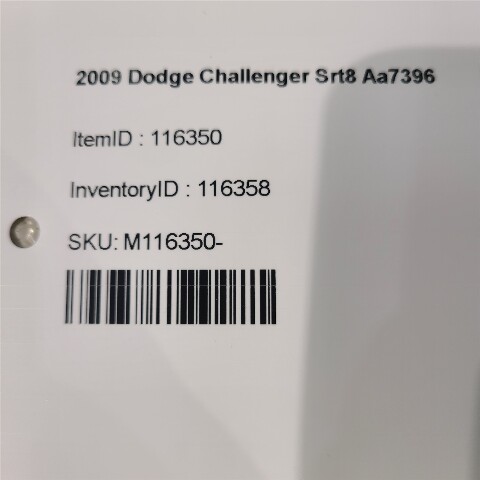 2009 Dodge Challenger Srt8 Aa7396
ItemID : 116350
InventoryID : 116358
SKU: M116350-